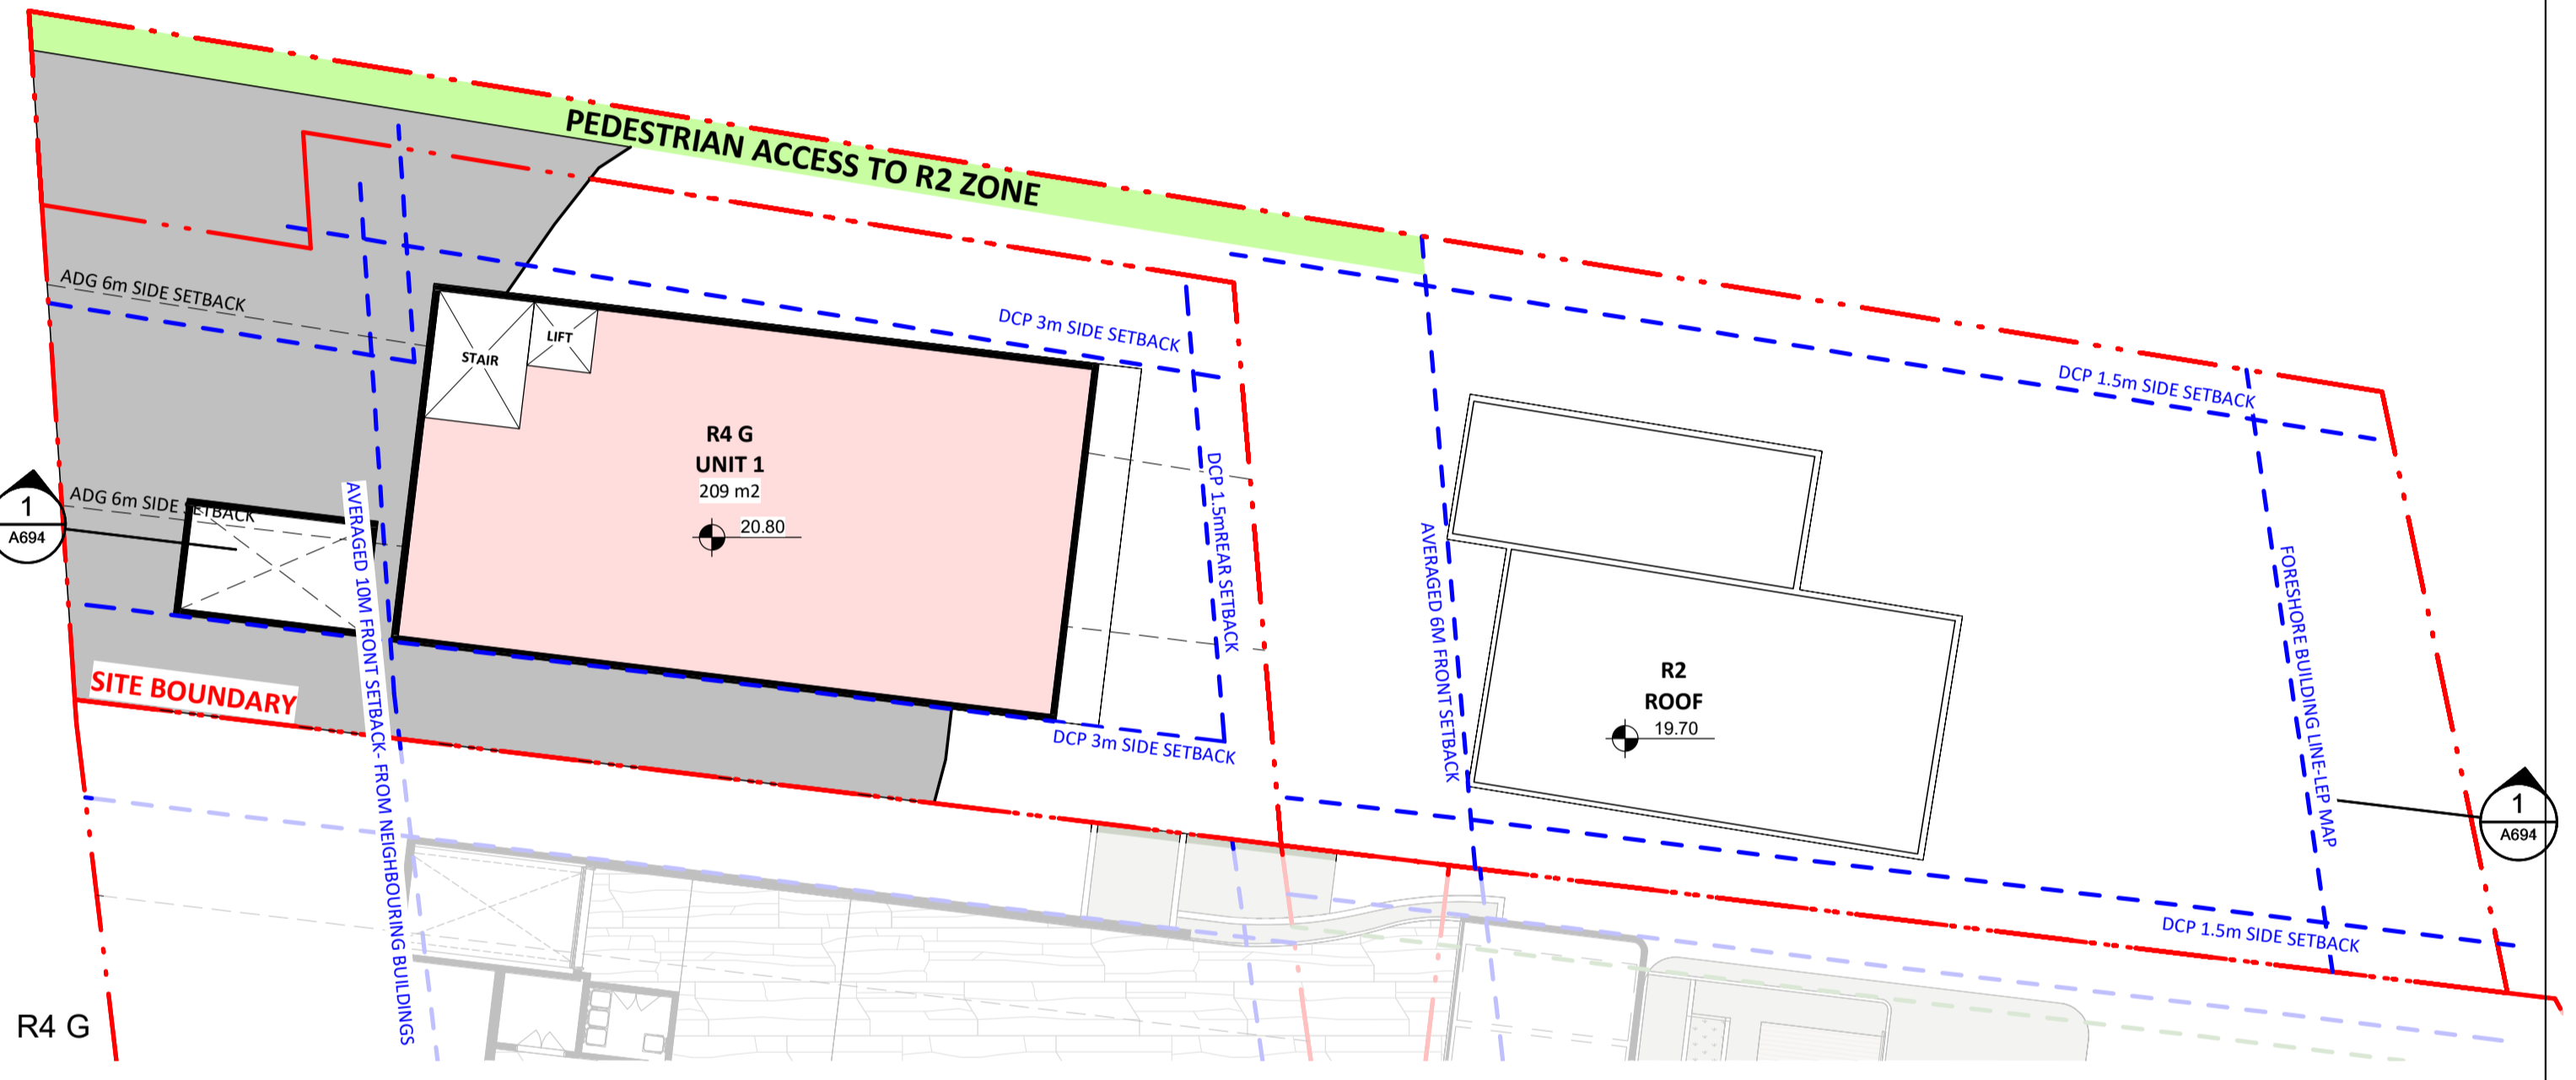 PEDESTRIAN ACCESS TO R2 ZONE
ADG 6m SIDE SETBACK
DCP 3m SIDE SETBACK
LIFT
STAIR
DCP 1.5m SIDE SETBACK
R4 G
UNIT 1
209 m2
20.80
1
A694
ADG 6m SIDE SETBACK
AVERAGED 10M FRONT SETBACK- FROM NEIGHBOURING BUILDINGS
DCP 1.5mREAR SETBACK
AVERAGED 6M FRONT SETBACK
FORESHORE BUILDING LINE-LEP MAP
SITE BOUNDARY
R2
ROOF
19.70
DCP 3m SIDE SETBACK
1
A694
DCP 1.5m SIDE SETBACK
R4 G